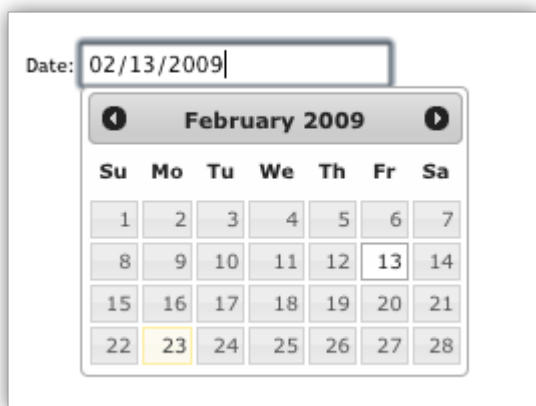 Date: 02/13/2009
February 2009
Su Mo Tu We Th Fr Sa
1 2 3 4 5 6 7
8 9 10 11 12 13 14
15 16 17 18 19 20 21
22 23 24 25 26 27 28